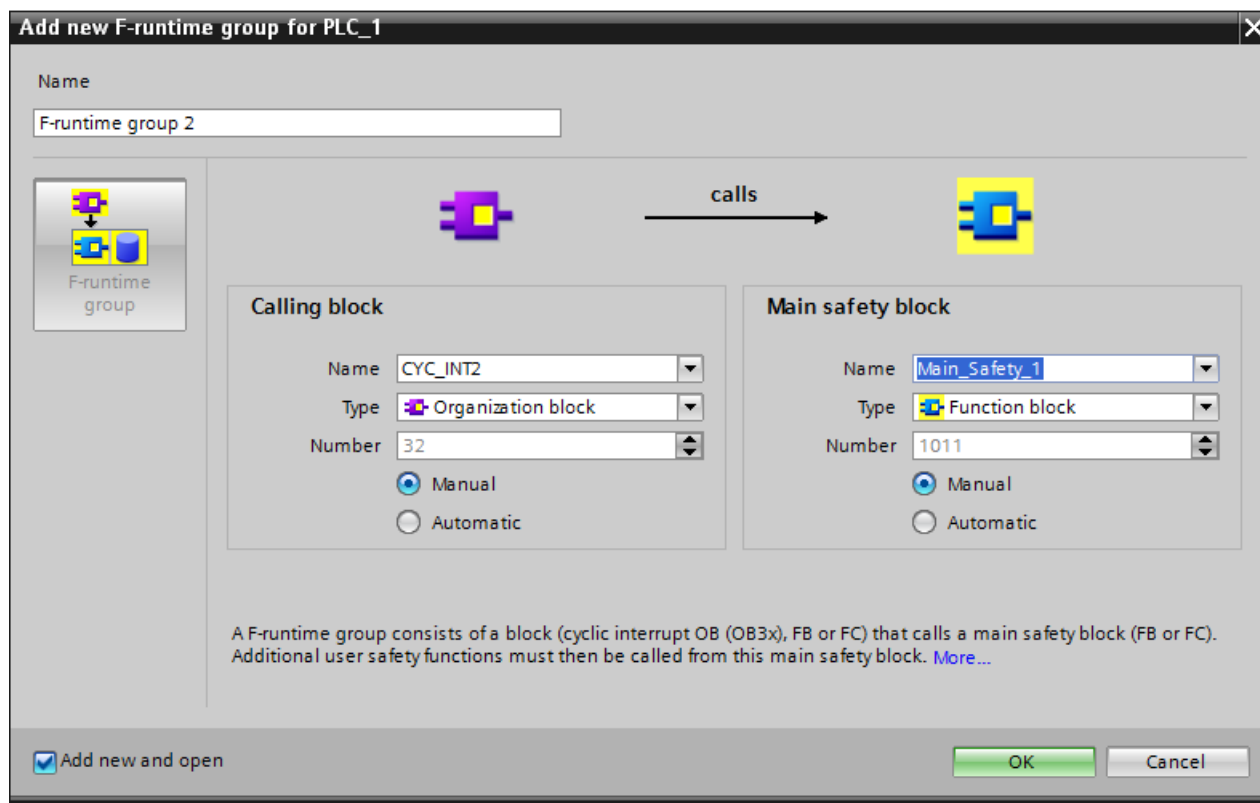 Add new F-runtime group for PLC_1
Name
F-runtime group 2
F-runtime
group
calls
Calling block
Name CYC_INT2
Type Organization block
Number 32
Manual
Automatic
Main safety block
Name Main_Safety_1
Type Function block
Number 1011
Manual
Automatic
A F-runtime group consists of a block (cyclic interrupt OB (OB3x), FB or FC) that calls a main safety block (FB or FC).
Additional user safety functions must then be called from this main safety block. More...
Add new and open
OK
Cancel